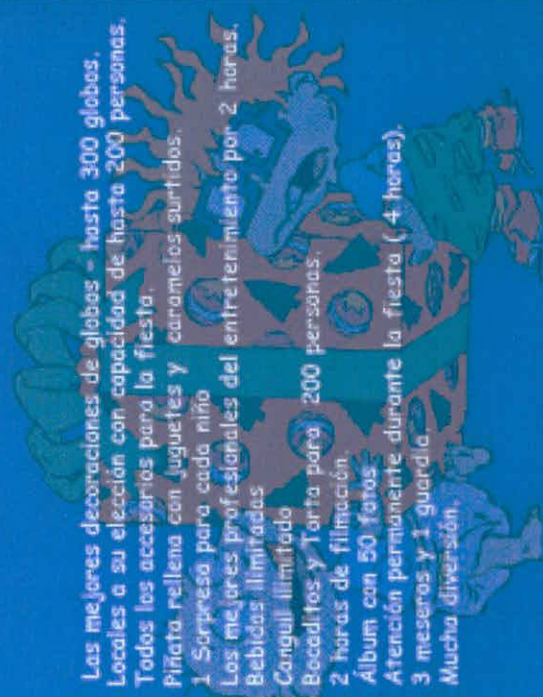 Las mejores decoraciones de globos - hasta 300 globos.
Locales a su elección con capacidad de hasta 200 personas.
Todos los accesorios para la fiesta.
Piñata rellena con juguetes y caramelos surtidos.
1 Sorpresa para cada niño
Los mejores profesionales del entretenimiento por 2 horas.
Bebidas Ilimitadas
Canguil ilimitado
Bocaditos y Torta para 200 personas.
2 horas de filmación.
Álbum con 50 fotos
Atención permanente durante la fiesta ( 4 horas).
3 meseros y 1 guardia
Mucha diversión.